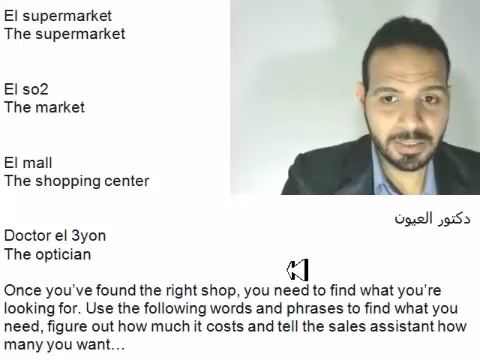 El supermarket
The supermarket
El so2
The market
El mall
The shopping center
دكتور العيون
Doctor el 3yon
The optician
Once you’ve found the right shop, you need to find what you’re
looking for. Use the following words and phrases to find what you
need, figure out how much it costs and tell the sales assistant how
many you want…